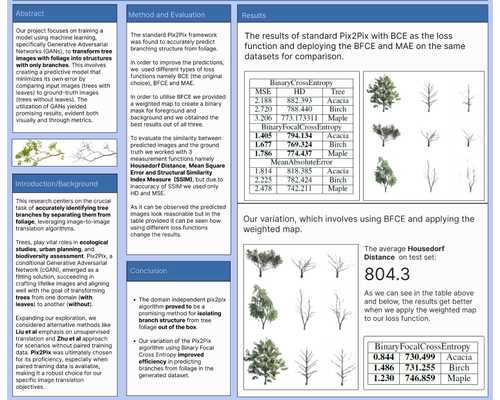 Abstract
Our project focuses on training a
model using machine learning,
specifically Generative Adversarial
Networks (GANs), to transform tree
images with foliage into structures
with only branches. This involves
creating a predictive model that
minimizes its own error by
comparing input images (trees with
leaves) to ground-truth images
(trees without leaves). The
utilization of GANs yielded
promising results, evident both
visually and through metrics.
Introduction/Background
This research centers on the crucial
task of accurately identifying tree
branches by separating them from
foliage, leveraging image-to-image
translation algorithms.
Trees, play vital roles in ecological
studies, urban planning, and
biodiversity assessment. Pix2Pix, a
conditional Generative Adversarial
Network (cGAN), emerged as a
fitting solution, succeeding in
crafting lifelike images and aligning
well with the goal of transforming
trees from one domain (with
leaves) to another (without).
Expanding our exploration, we
considered alternative methods like
Liu et al emphasis on unsupervised
translation and Zhu et al approach
for scenarios without paired training
data. Pix2Pix was ultimately chosen
for its proficiency, especially when
paired training data is available,
making it a robust choice for our
specific image translation
objectives.
Method and Evaluation
The standard Pix2Pix framework
was found to accurately predict
branching structure from foliage.
In order to improve the predictions,
we used different types of loss
functions namely BCE (the original
choice), BFCE and MAE.
In order to utilise BFCE we provided
a weighted map to create a binary
mask for foreground and
background and we obtained the
best results out of all three.
To evaluate the similarity between
predicted images and the ground
truth we worked with 3
measurement functions namely
Housedorf Distance, Mean Square
Error and Structural Similarity
Index Measure (SSIM), but due to
inaccuracy of SSIM we used only
HD and MSE.
As it can be observed the predicted
images look reasonable but in the
table provided it can be seen how
using different loss functions
change the results.
Conclusion
• The domain independent pix2pix
algorithm proved to be a
promising method for isolating
branch structure from tree
foliage out of the box.
• Our variation of the Pix2Pix
algorithm using Binary Focal
Cross Entropy improved
efficiency in predicting
branches from foliage in the
generated dataset.
Results
The results of standard Pix2Pix with BCE as the loss
function and deploying the BFCE and MAE on the same
datasets for comparison.
BinaryCrossEntropy
MSE HD Tree
2.188 882.393 Acacia
2.720 788.440 Birch
3.206 773.173311 Maple
BinaryFocalCrossEntropy
1.405 794.134 Acacia
1.677 769.324 Birch
1.786 774.437 Maple
MeanAbsoluteError
1.814 818.385 Acacia
2.225 782.424 Birch
2.478 742.211 Maple
Our variation, which involves using BFCE and applying the
weighted map.
The average Housedorf
Distance on test set:
804.3
As we can see in the table above
and below, the results get better
when we apply the weighted map
to our loss function.
BinaryFocalCrossEntropy
0.844 730.499 Acacia
1.486 731.255 Birch
1.230 746.859 Maple